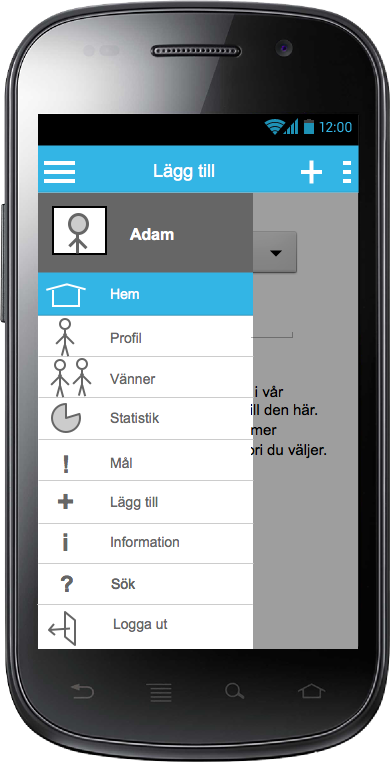 12:00
Lägg till
Adam
Hem
Profil
Vänner
i vår
ill den här.
Statistik
mer
ori du väljer.
Mål
Lägg till
Information
Sök
Logga ut